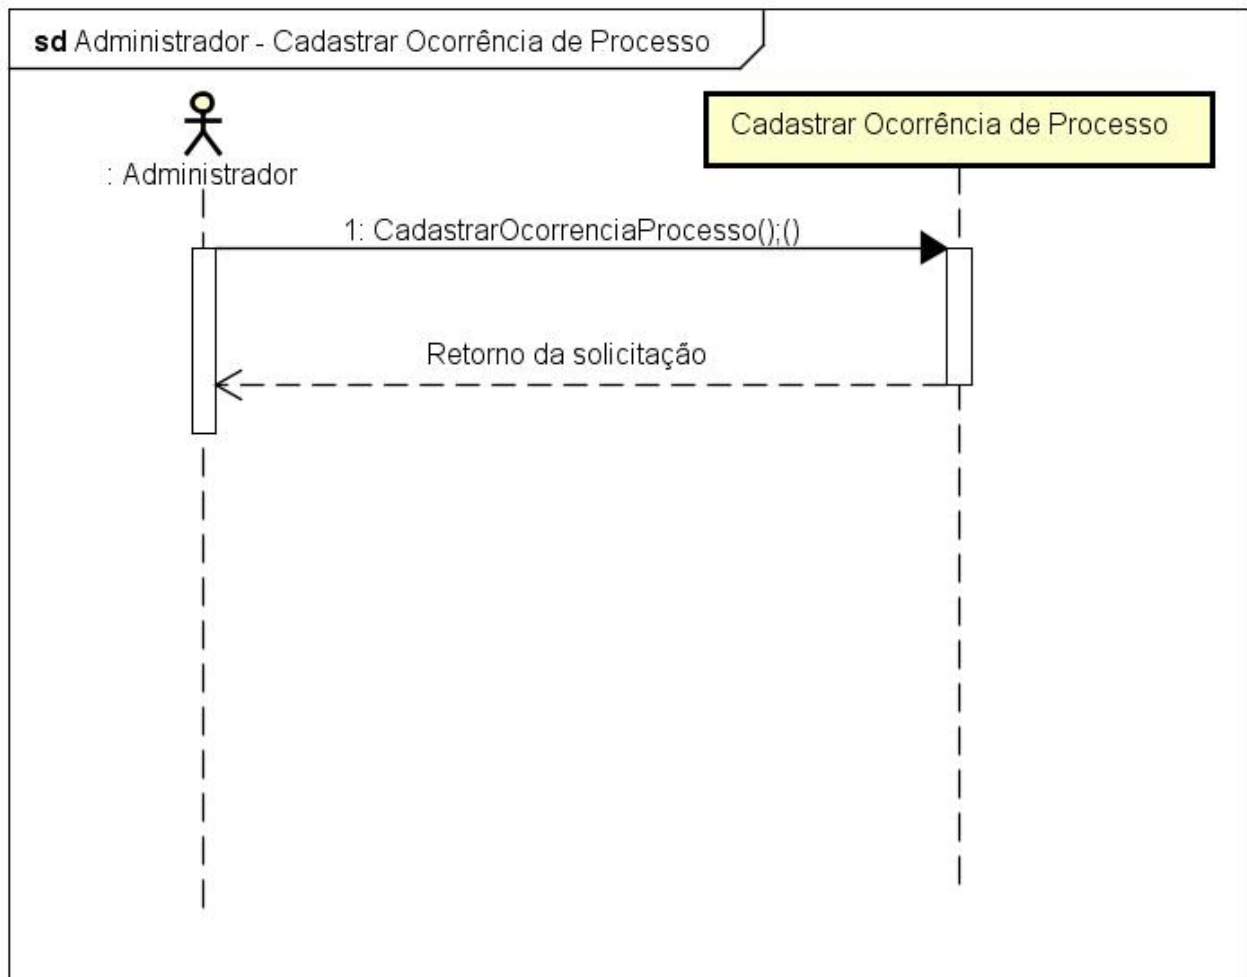 sd Administrador - Cadastrar Ocorrência de Processo
Cadastrar Ocorrência de Processo
: Administrador
1: CadastrarOcorrenciaProcesso();()
Retorno da solicitação